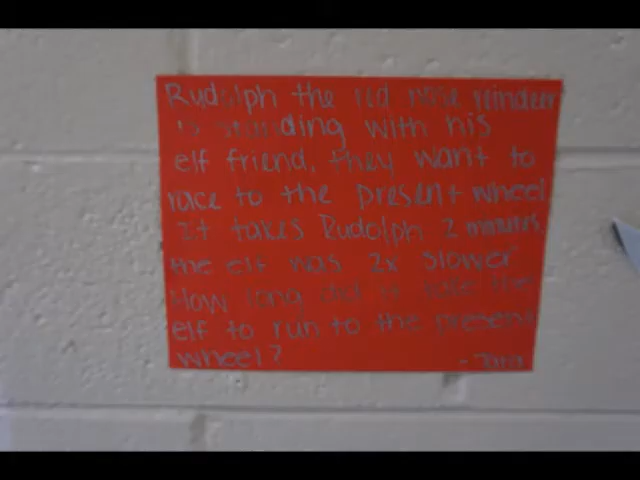 Rudolph the red nose reindeer
is standing with his
elf friend, they want to
race to the present wheel
It takes Rudolph 2 minutes,
the elf was 2x slower
How long did it take the
elf to run to the present
wheel?